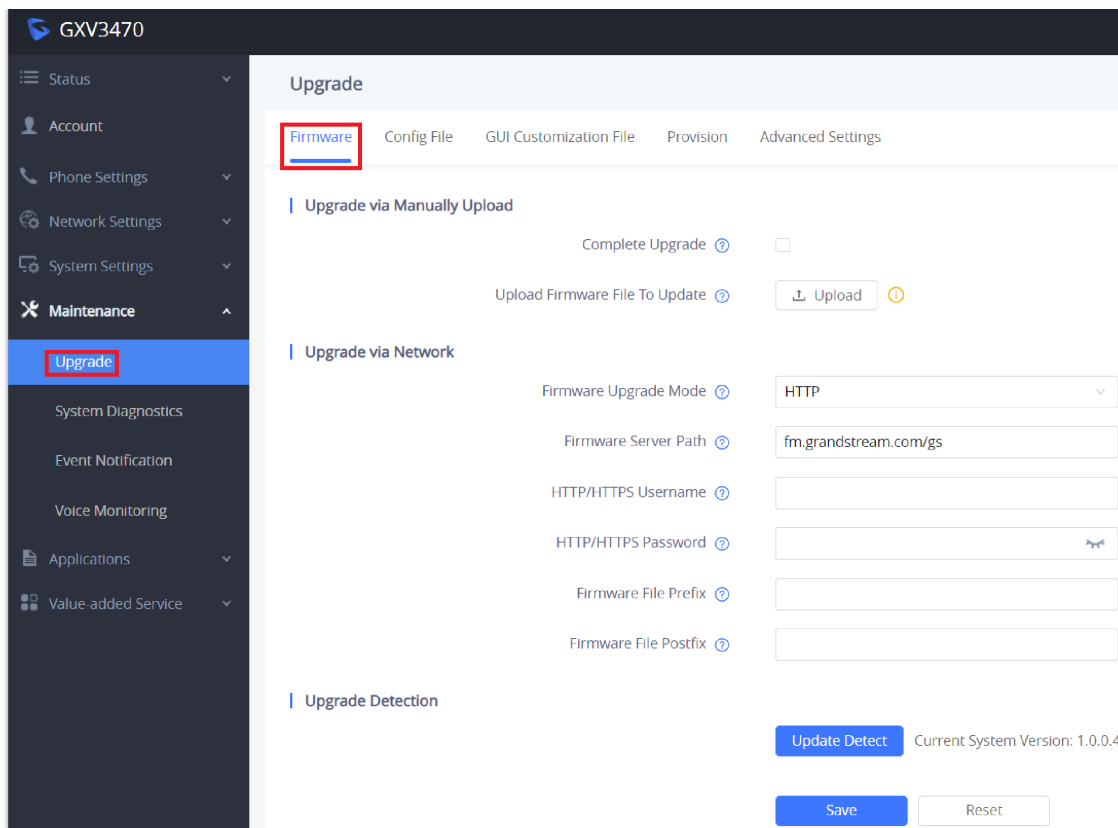 GXV3470
Status
Account
Phone Settings
Network Settings
System Settings
Maintenance
Upgrade
System Diagnostics
Event Notification
Voice Monitoring
Applications
Value-added Service
Upgrade
Firmware Config File GUI Customization File Provision Advanced Settings
Upgrade via Manually Upload
Complete Upgrade ?
Upload Firmware File To Update ? Upload
Upgrade via Network
Firmware Upgrade Mode ? HTTP
Firmware Server Path ? fm.grandstream.com/gs
HTTP/HTTPS Username ?
HTTP/HTTPS Password ?
Firmware File Prefix ?
Firmware File Postfix ?
Upgrade Detection
Update Detect Current System Version: 1.0.0.4
Save Reset